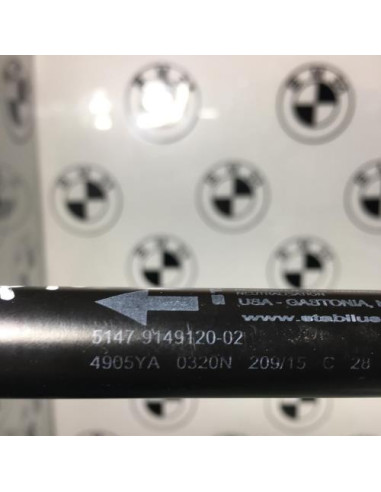 USA - GASTONIA,
www.stabilus
5147 9149120-02
4905YA 0320N 209/15 C 28